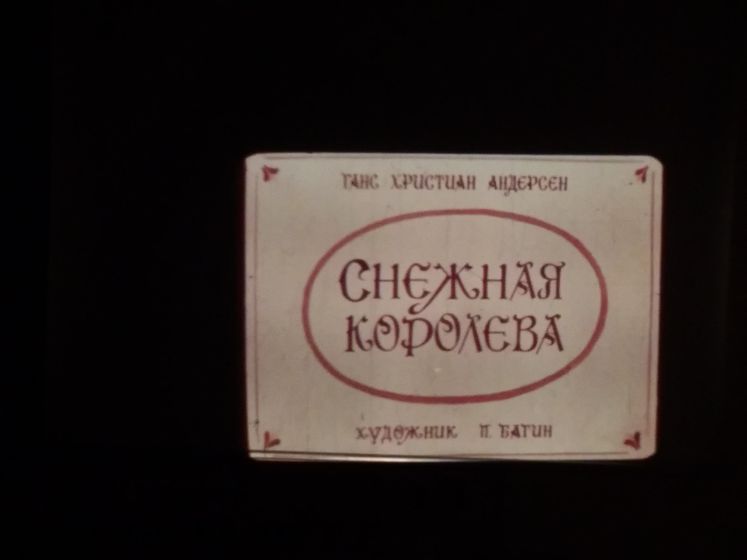 ГАНС ХРИСТИАН АНДЕРСЕН
СНЕЖНАЯ
КОРОЛЕВА
ХУДОЖНИК П. БАГИН